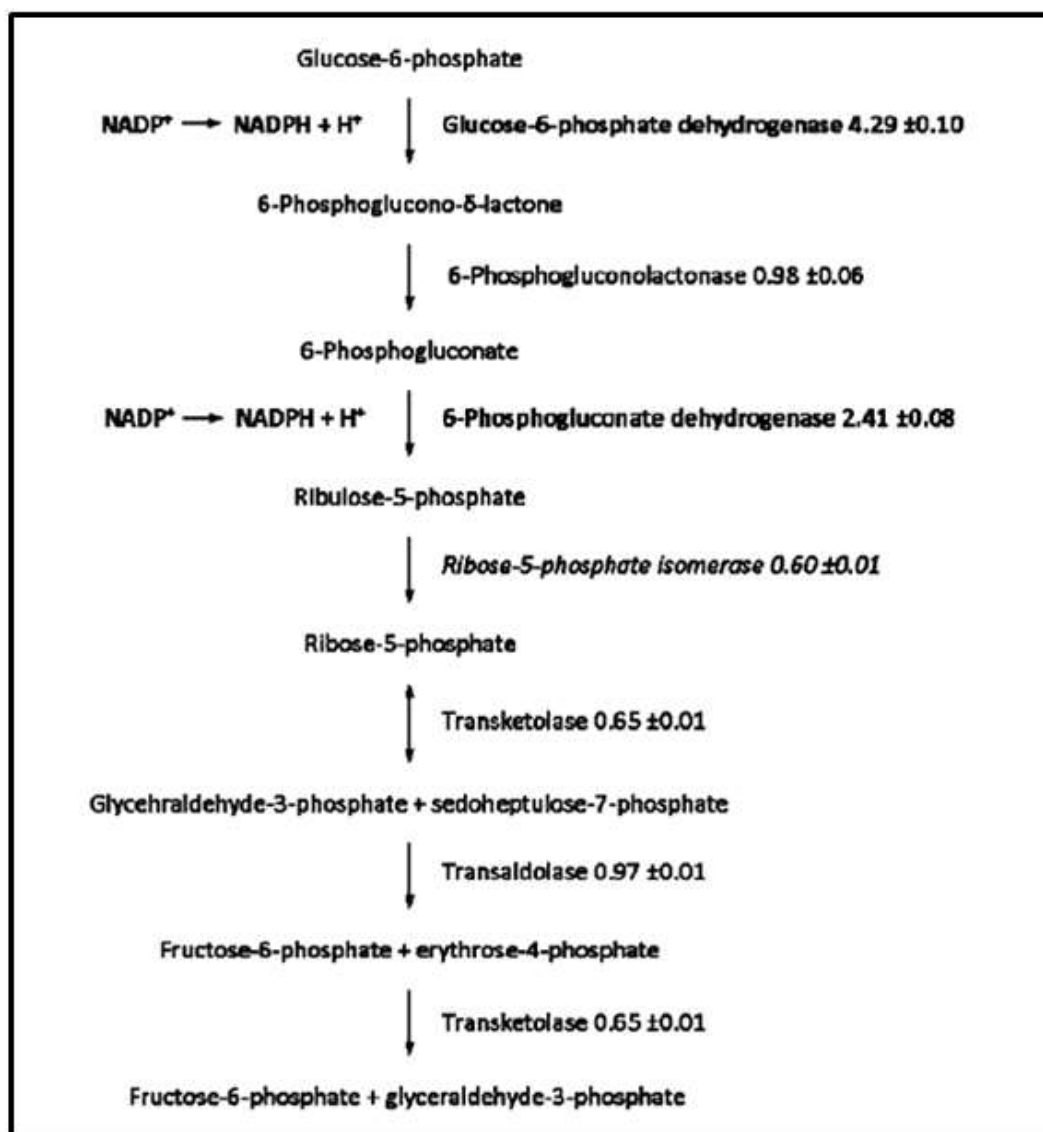 Glucose-6-phosphate
NADP⁺ → NADPH + H⁺ Glucose-6-phosphate dehydrogenase 4.29 ±0.10
6-Phosphoglucono-δ-lactone
6-Phosphogluconolactonase 0.98 ±0.06
6-Phosphogluconate
NADP⁺ → NADPH + H⁺ 6-Phosphogluconate dehydrogenase 2.41 ±0.08
Ribulose-5-phosphate
Ribose-5-phosphate isomerase 0.60 ±0.01
Ribose-5-phosphate
Transketolase 0.65 ±0.01
Glycehraldehyde-3-phosphate + sedoheptulose-7-phosphate
Transaldolase 0.97 ±0.01
Fructose-6-phosphate + erythrose-4-phosphate
Transketolase 0.65 ±0.01
Fructose-6-phosphate + glyceraldehyde-3-phosphate